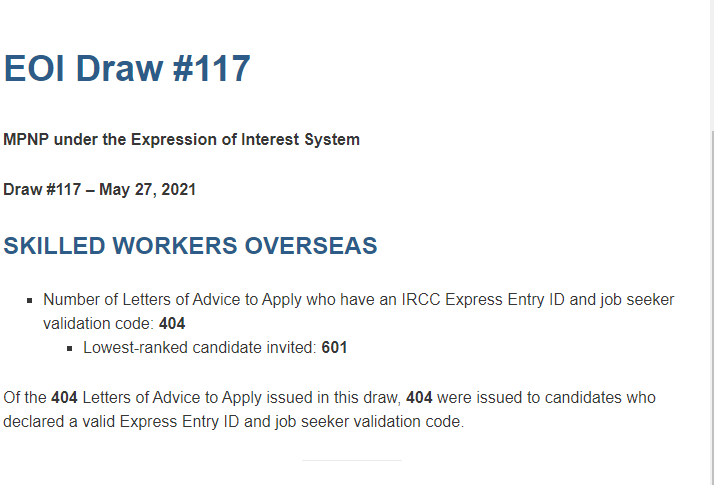 EOI Draw #117
MPNP under the Expression of Interest System
Draw #117 – May 27, 2021
SKILLED WORKERS OVERSEAS
Number of Letters of Advice to Apply who have an IRCC Express Entry ID and job seeker
validation code: 404
Lowest-ranked candidate invited: 601
Of the 404 Letters of Advice to Apply issued in this draw, 404 were issued to candidates who
declared a valid Express Entry ID and job seeker validation code.